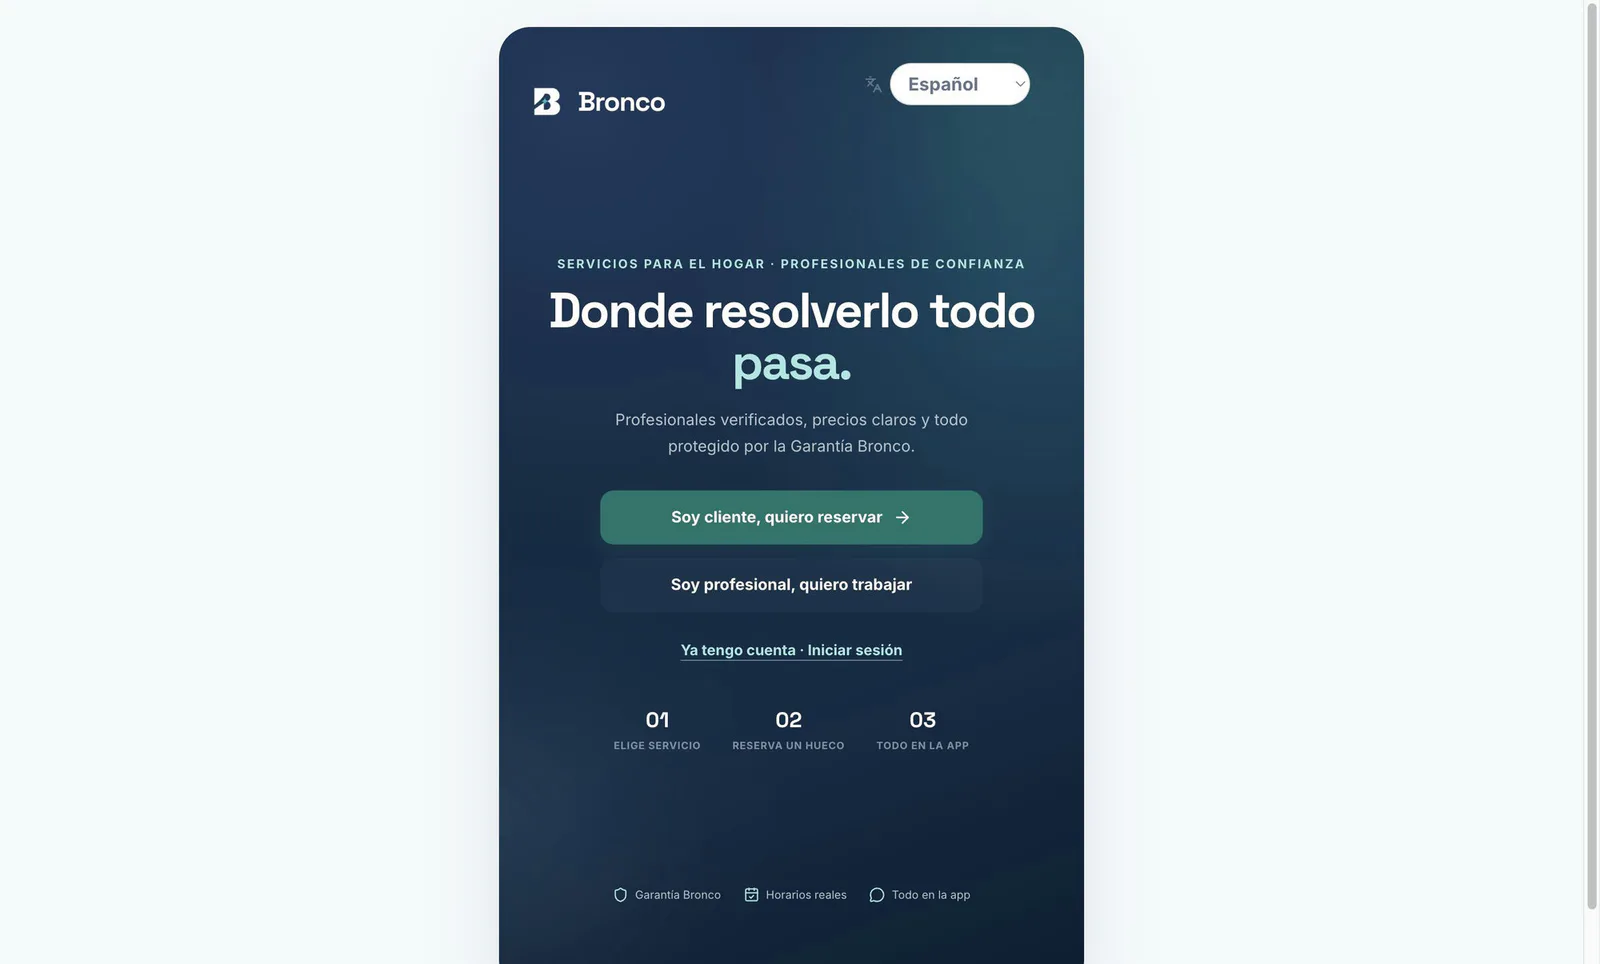 Bronco
Español
SERVICIOS PARA EL HOGAR · PROFESIONALES DE CONFIANZA
Donde resolverlo todo
pasa.
Profesionales verificados, precios claros y todo
protegido por la Garantía Bronco.
Soy cliente, quiero reservar →
Soy profesional, quiero trabajar
Ya tengo cuenta · Iniciar sesión
01 02 03
ELIGE SERVICIO RESERVA UN HUECO TODO EN LA APP
Garantía Bronco Horarios reales Todo en la app